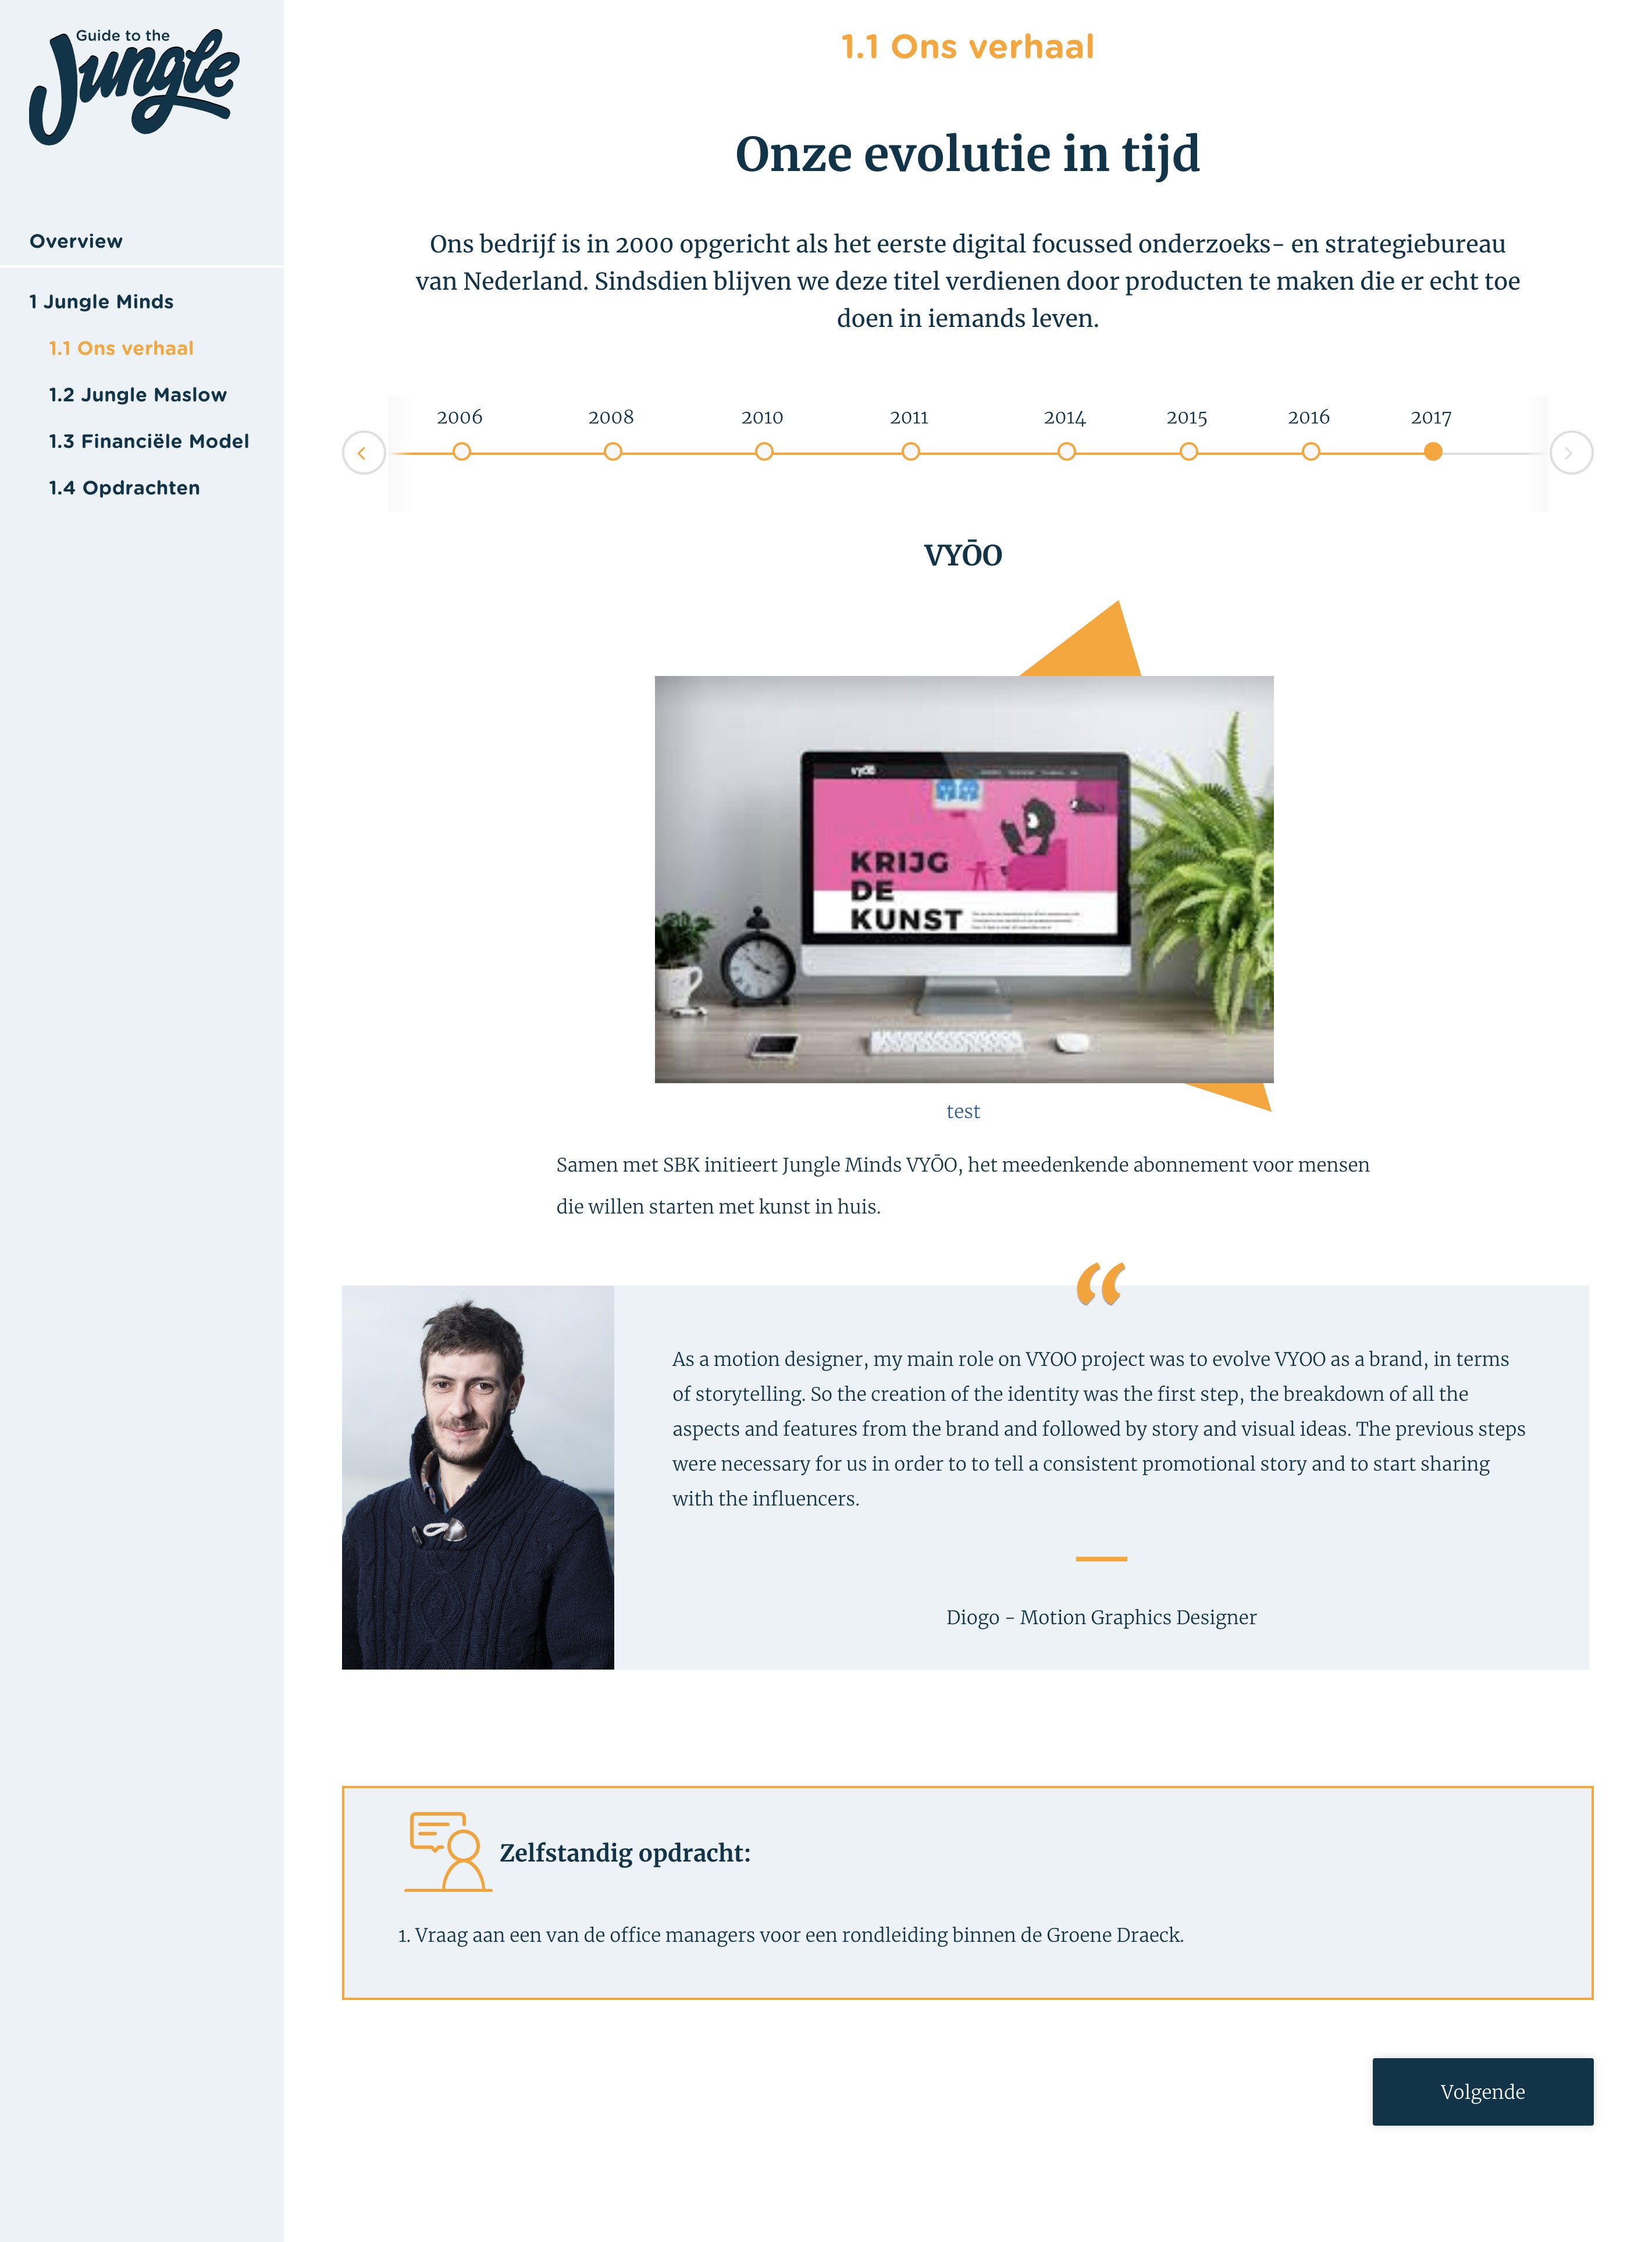 Guide to the
Jungle
Overview
1 Jungle Minds
1.1 Ons verhaal
1.2 Jungle Maslow
1.3 Financiële Model
1.4 Opdrachten
1.1 Ons verhaal
Onze evolutie in tijd
Ons bedrijf is in 2000 opgericht als het eerste digital focussed onderzoeks- en strategiebureau
van Nederland. Sindsdien blijven we deze titel verdienen door producten te maken die er echt toe
doen in iemands leven.
2006 2008 2010 2011 2014 2015 2016 2017
VYŌO
VYŌO
KRIJG
DE
KUNST
test
Samen met SBK initieert Jungle Minds VYŌO, het meedenkende abonnement voor mensen
die willen starten met kunst in huis.
“
As a motion designer, my main role on VYOO project was to evolve VYOO as a brand, in terms
of storytelling. So the creation of the identity was the first step, the breakdown of all the
aspects and features from the brand and followed by story and visual ideas. The previous steps
were necessary for us in order to to tell a consistent promotional story and to start sharing
with the influencers.
Diogo - Motion Graphics Designer
Zelfstandig opdracht:
1. Vraag aan een van de office managers voor een rondleiding binnen de Groene Draeck.
Volgende